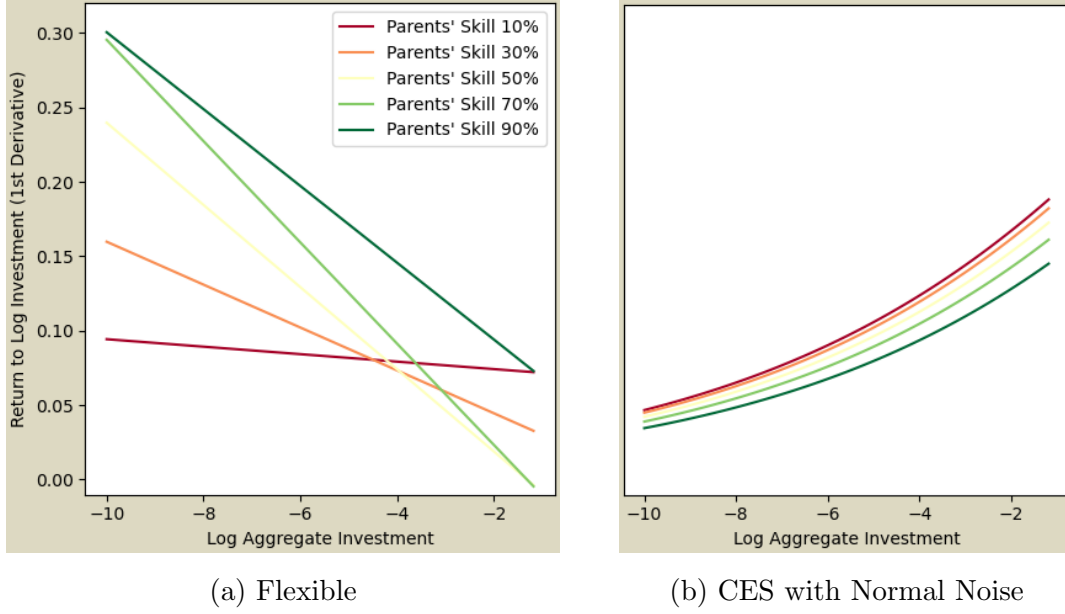 Return to Log Investment (1st Derivative)
0.30
0.25
0.20
0.15
0.10
0.05
0.00
Parents' Skill 10%
Parents' Skill 30%
Parents' Skill 50%
Parents' Skill 70%
Parents' Skill 90%
−10 −8 −6 −4 −2
Log Aggregate Investment
(a) Flexible
−10 −8 −6 −4 −2
Log Aggregate Investment
(b) CES with Normal Noise